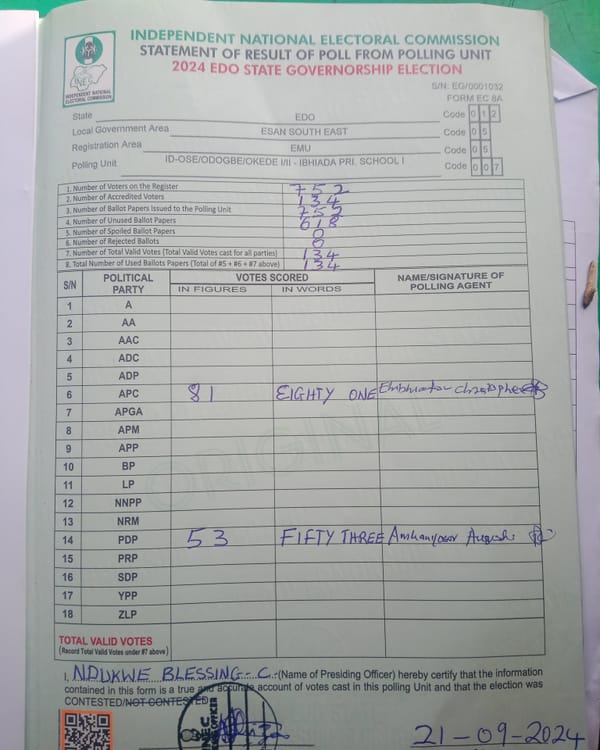 INDEPENDENT NATIONAL ELECTORAL COMMISSION
STATEMENT OF RESULT OF POLL FROM POLLING UNIT
2024 EDO STATE GOVERNORSHIP ELECTION
INEC
INDEPENDENT NATIONAL
ELECTORAL COMMISSION
S/N: EG/0001032
FORM EC 8A
State EDO Code 0 1 2
Local Government Area ESAN SOUTH EAST Code 0 5
Registration Area EMU Code 0 5
Polling Unit ID-OSE/ODOGBE/OKEDE I/II - IBHIADA PRI. SCHOOL I Code 0 0 7
1. Number of Voters on the Register 752
2. Number of Accredited Voters 134
3. Number of Ballot Papers Issued to the Polling Unit 752
4. Number of Unused Ballot Papers 618
5. Number of Spoiled Ballot Papers 0
6. Number of Rejected Ballots 0
7. Number of Total Valid Votes (Total Valid Votes cast for all parties) 134
8. Total Number of Used Ballots Papers (Total of #5 + #6 + #7 above) 134
S/N POLITICAL PARTY VOTES SCORED NAME/SIGNATURE OF POLLING AGENT
IN FIGURES IN WORDS
1 A
2 AA
3 AAC
4 ADC
5 ADP
6 APC 81 EIGHTY ONE
7 APGA
8 APM
9 APP
10 BP
11 LP
12 NNPP
13 NRM
14 PDP 53 FIFTY THREE
15 PRP
16 SDP
17 YPP
18 ZLP
TOTAL VALID VOTES
(Record Total Valid Votes under #7 above)
I, NDUKWE BLESSING - C. (Name of Presiding Officer) hereby certify that the information
contained in this form is a true and accurate account of votes cast in this polling Unit and that the election was
CONTESTED/NOT CONTESTED
INEC
21-09-2024